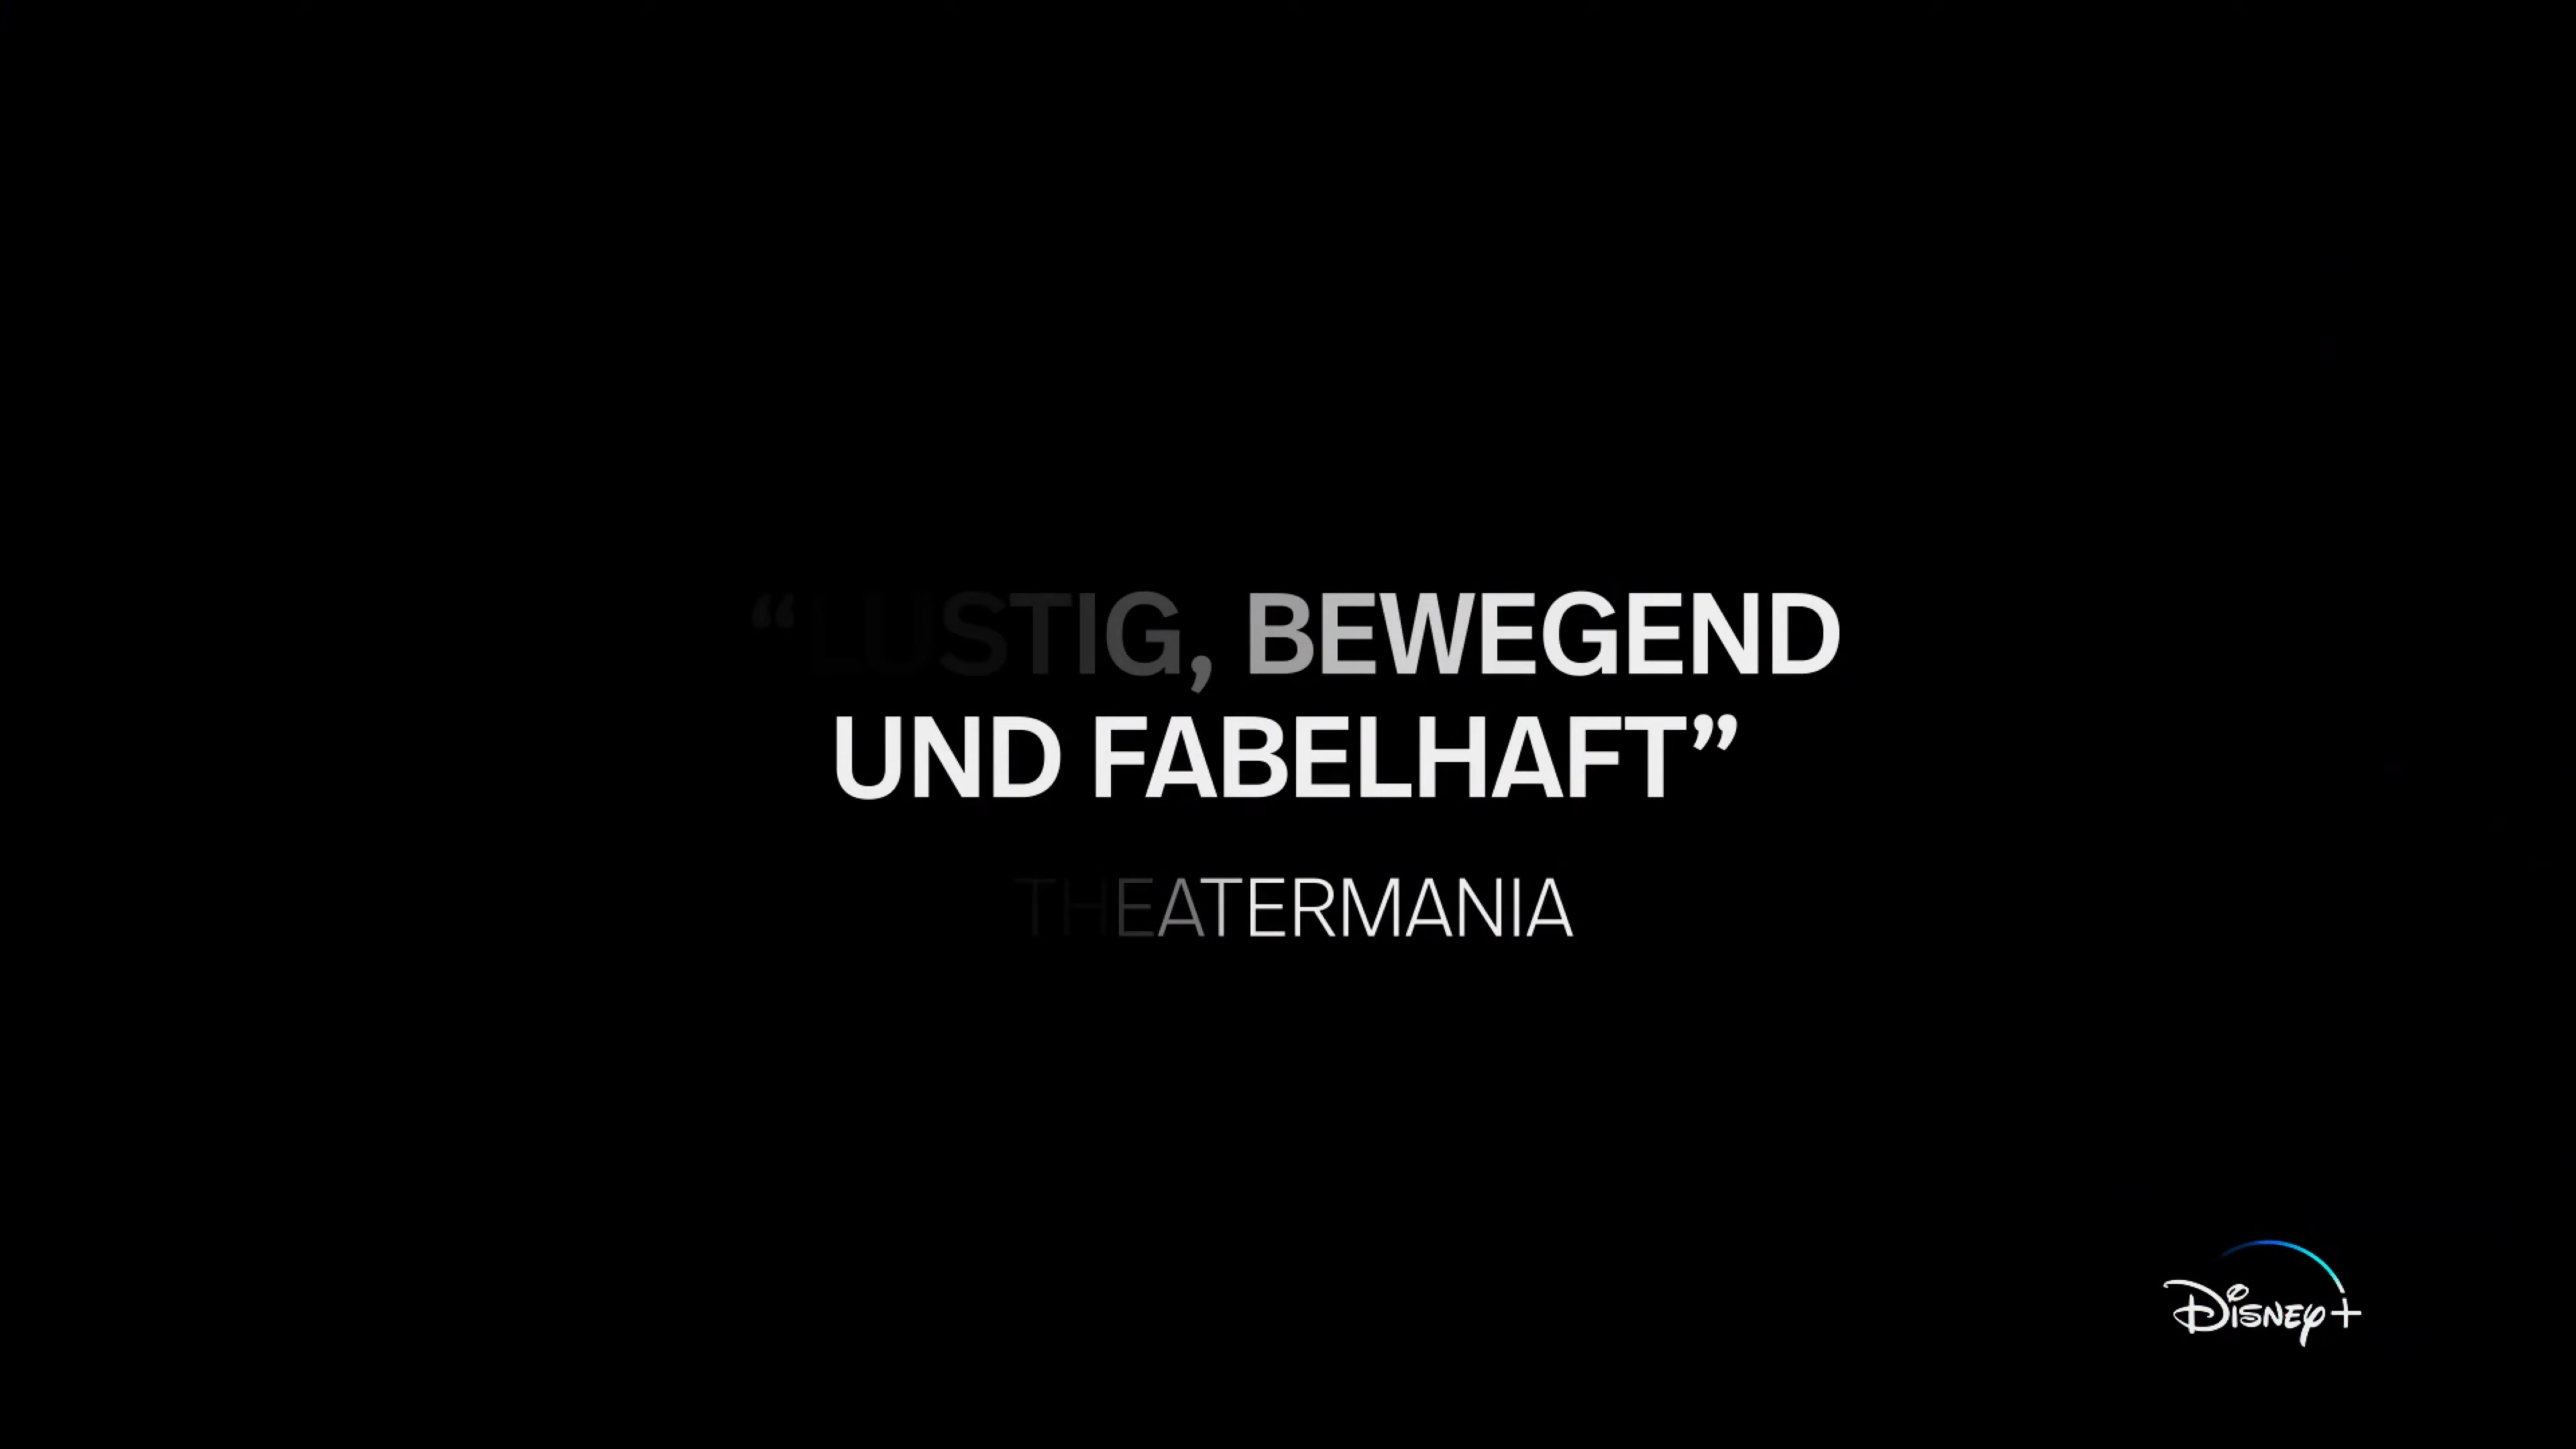 “LUSTIG, BEWEGEND
UND FABELHAFT”
THEATERMANIA
Disney+